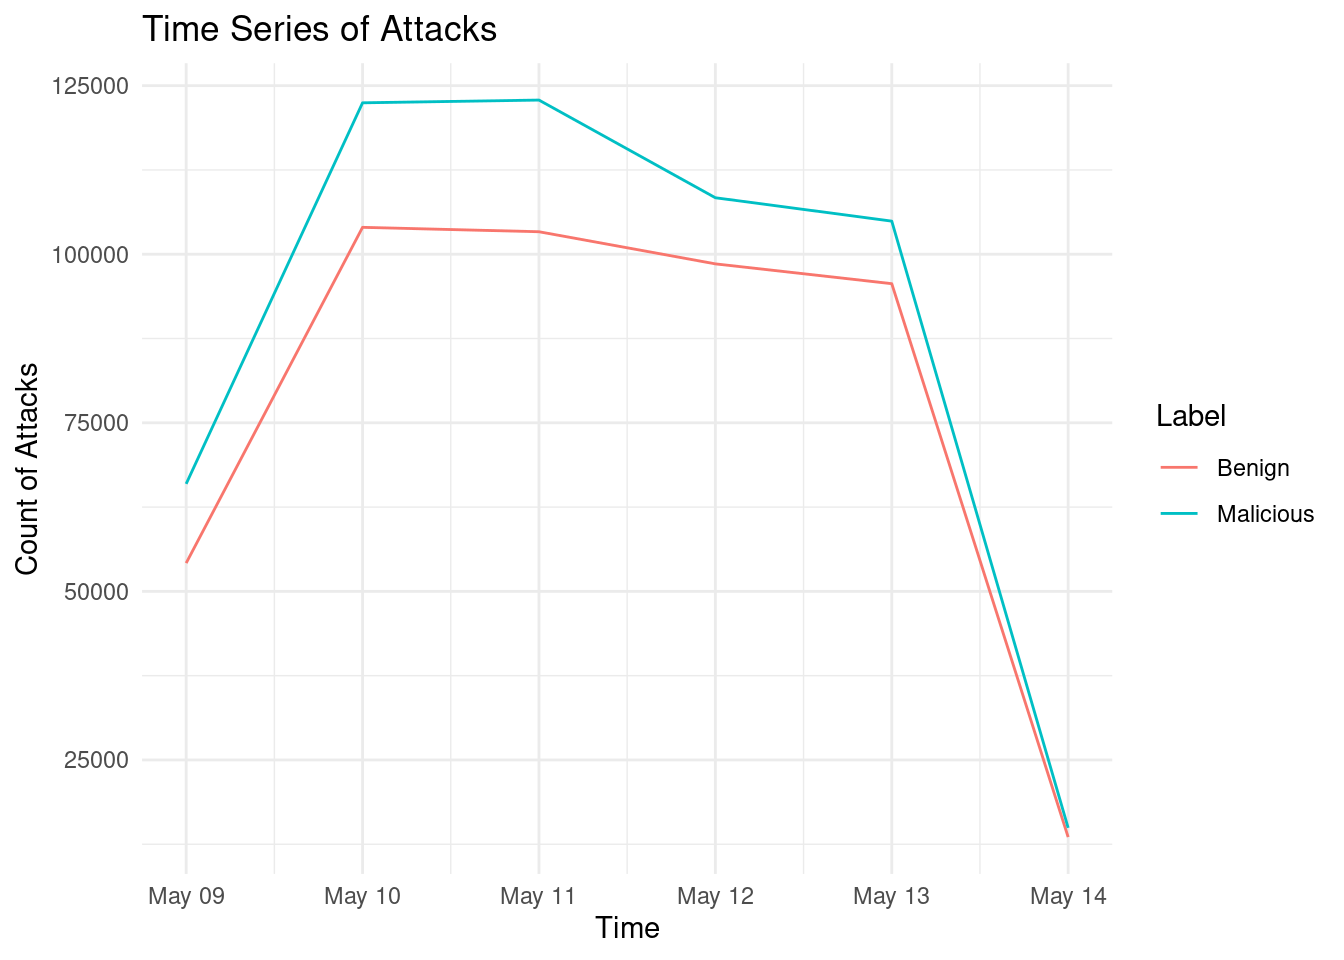 Time Series of Attacks
125000
100000
75000
50000
25000
Count of Attacks
May 09 May 10 May 11 May 12 May 13 May 14
Time
Label
Benign
Malicious